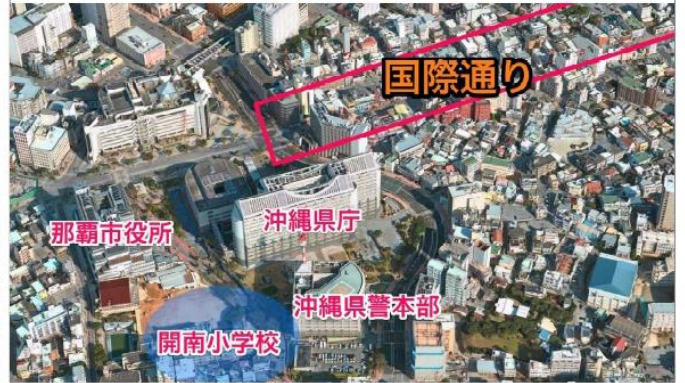 国際通り
沖縄県庁
那覇市役所
沖縄県警本部
開南小学校